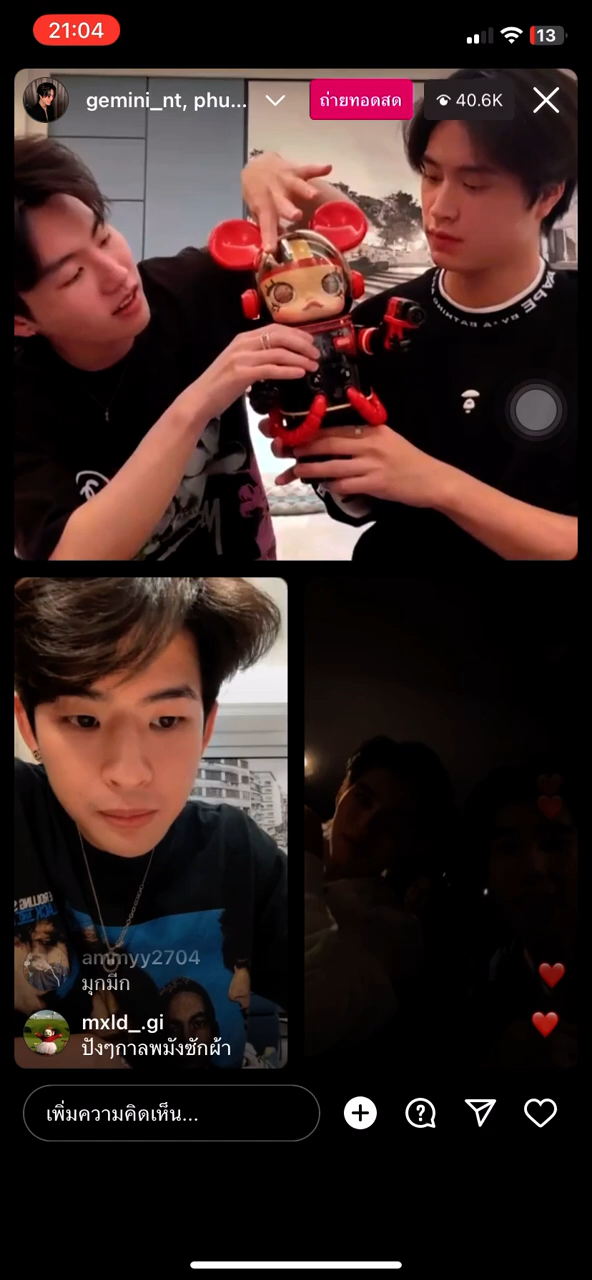 21:04
13
gemini_nt, phu...
ถ่ายทอดสด
40.6K
ammyy2704
มุกมีก
mxld_.gi
ปังๆกาลพมังซักผ้า
เพิ่มความคิดเห็น...